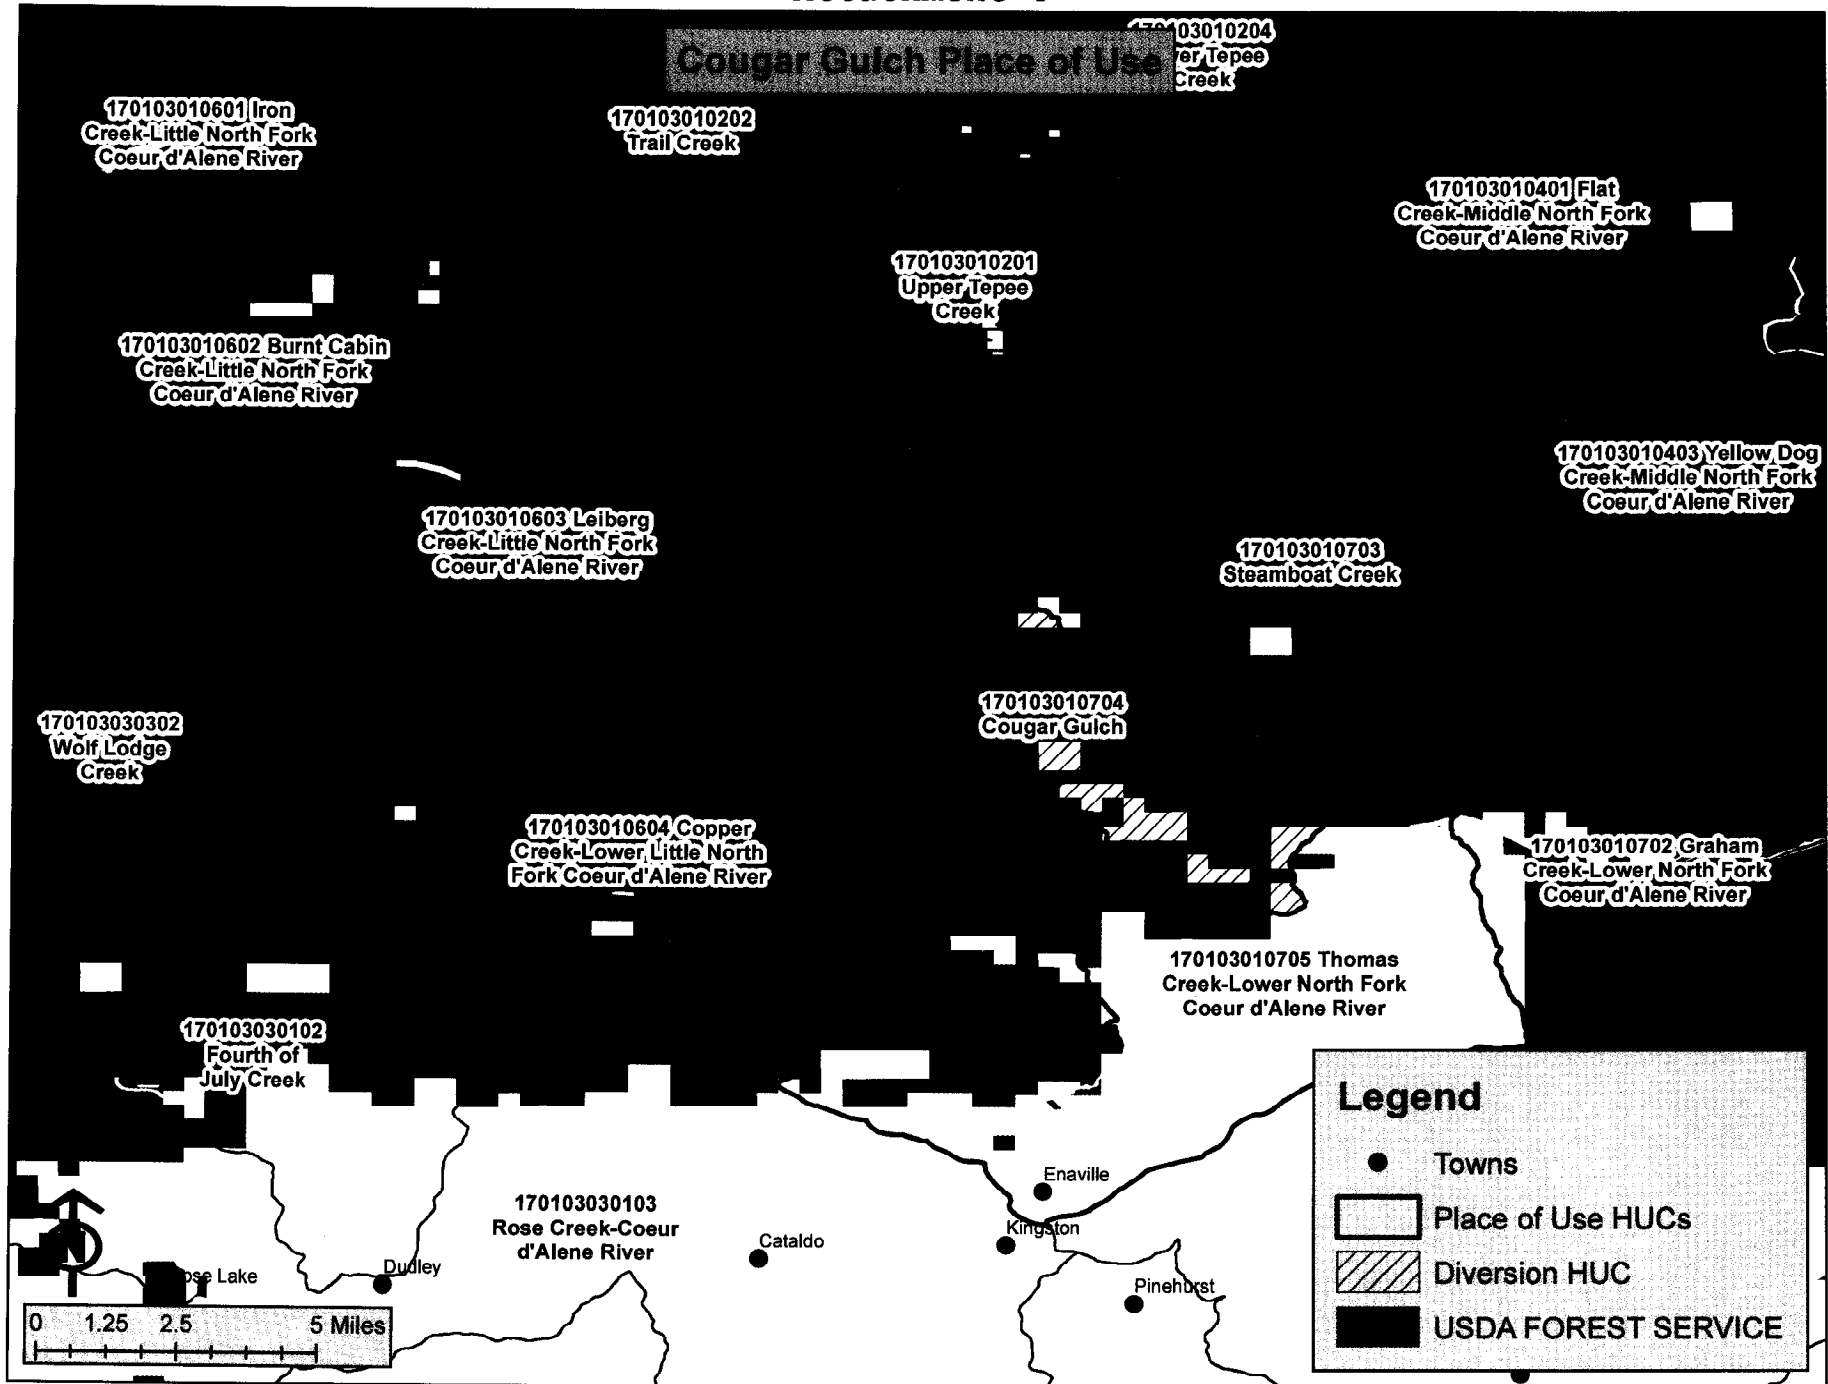 Cougar Gulch Place of Use
03010204
Tepee
Creek
170103010601 Iron
Creek-Little North Fork
Coeur d'Alene River
170103010202
Trail Creek
170103010401 Flat
Creek-Middle North Fork
Coeur d'Alene River
170103010201
Upper Tepee
Creek
170103010602 Burnt Cabin
Creek-Little North Fork
Coeur d'Alene River
170103010403 Yellow Dog
Creek-Middle North Fork
Coeur d'Alene River
170103010603 Leiberg
Creek-Little North Fork
Coeur d'Alene River
170103010703
Steamboat Creek
170103010704
Cougar Gulch
170103030302
Wolf Lodge
Creek
170103010604 Copper
Creek-Lower Little North
Fork Coeur d'Alene River
170103010702 Graham
Creek-Lower North Fork
Coeur d'Alene River
170103010705 Thomas
Creek-Lower North Fork
Coeur d'Alene River
170103030102
Fourth of
July Creek
170103030103
Rose Creek-Coeur
d'Alene River
Enaville
Kingston
Cataldo
Dudley
Pinehurst
Lake
N
0 1.25 2.5 5 Miles
Legend
Towns
Place of Use HUCs
Diversion HUC
USDA FOREST SERVICE